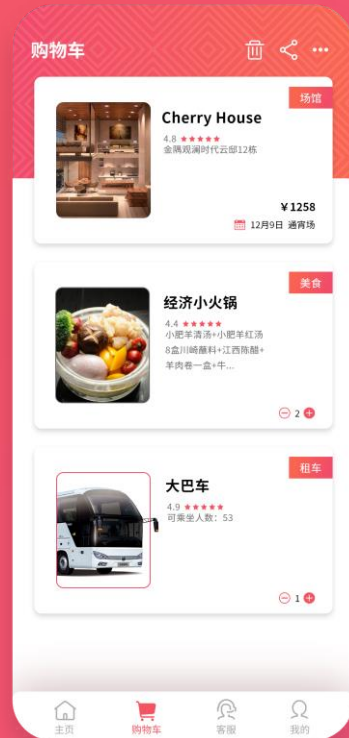 购物车
场馆
Cherry House
4.8
金隅观澜时代云邸12栋
￥1258
12月9日 通宵场
美食
经济小火锅
4.4
小肥羊清汤+小肥羊红汤
8盒川崎蘸料+江西陈醋+
羊肉卷一盒+牛...
2
租车
大巴车
4.9
可乘坐人数：53
1
主页 购物车 客服 我的